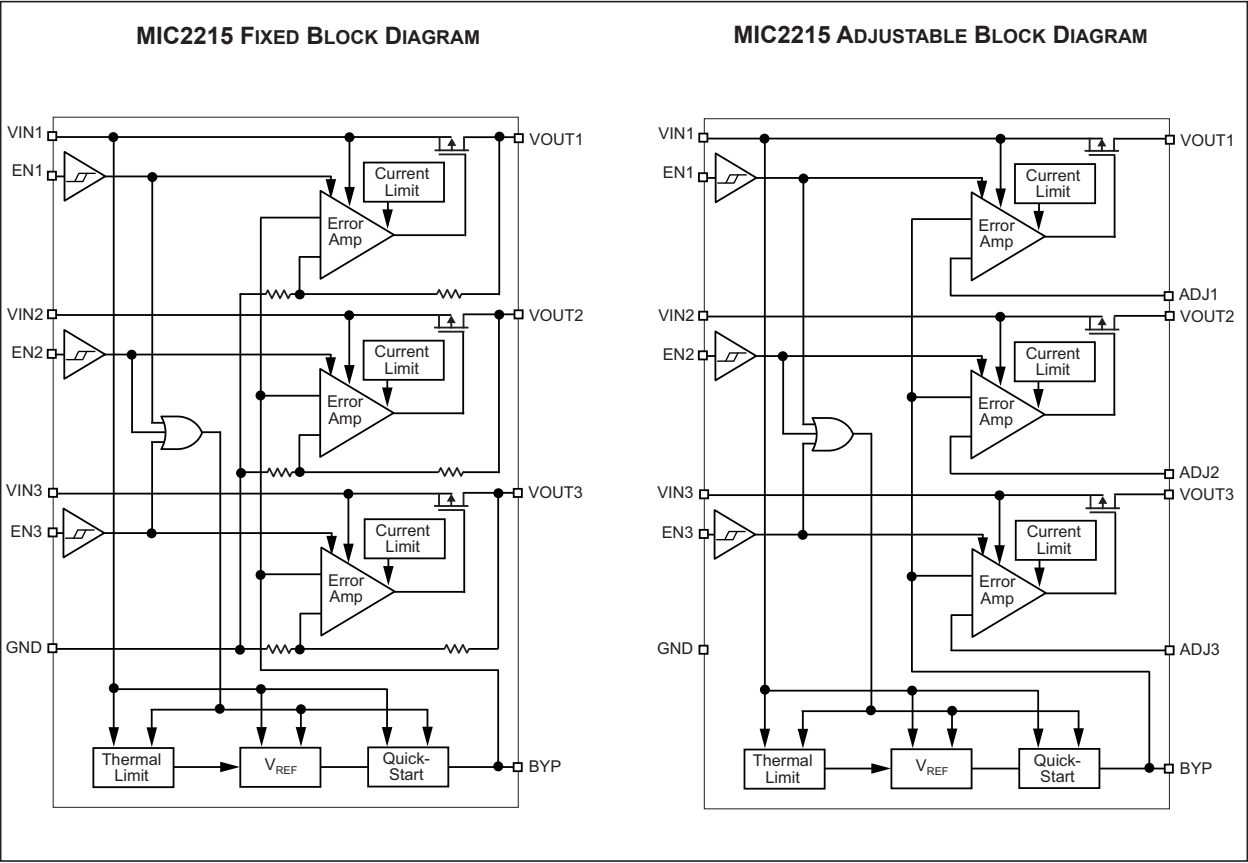 MIC2215 FIXED BLOCK DIAGRAM
VIN1
EN1
Current
Limit
Error
Amp
VOUT1
VIN2
EN2
Current
Limit
Error
Amp
VOUT2
VIN3
EN3
Current
Limit
Error
Amp
VOUT3
GND
Thermal
Limit
VREF
Quick-
Start
BYP
MIC2215 ADJUSTABLE BLOCK DIAGRAM
VIN1
EN1
Current
Limit
Error
Amp
VOUT1
ADJ1
VIN2
EN2
Current
Limit
Error
Amp
VOUT2
ADJ2
VIN3
EN3
Current
Limit
Error
Amp
VOUT3
GND
ADJ3
Thermal
Limit
VREF
Quick-
Start
BYP